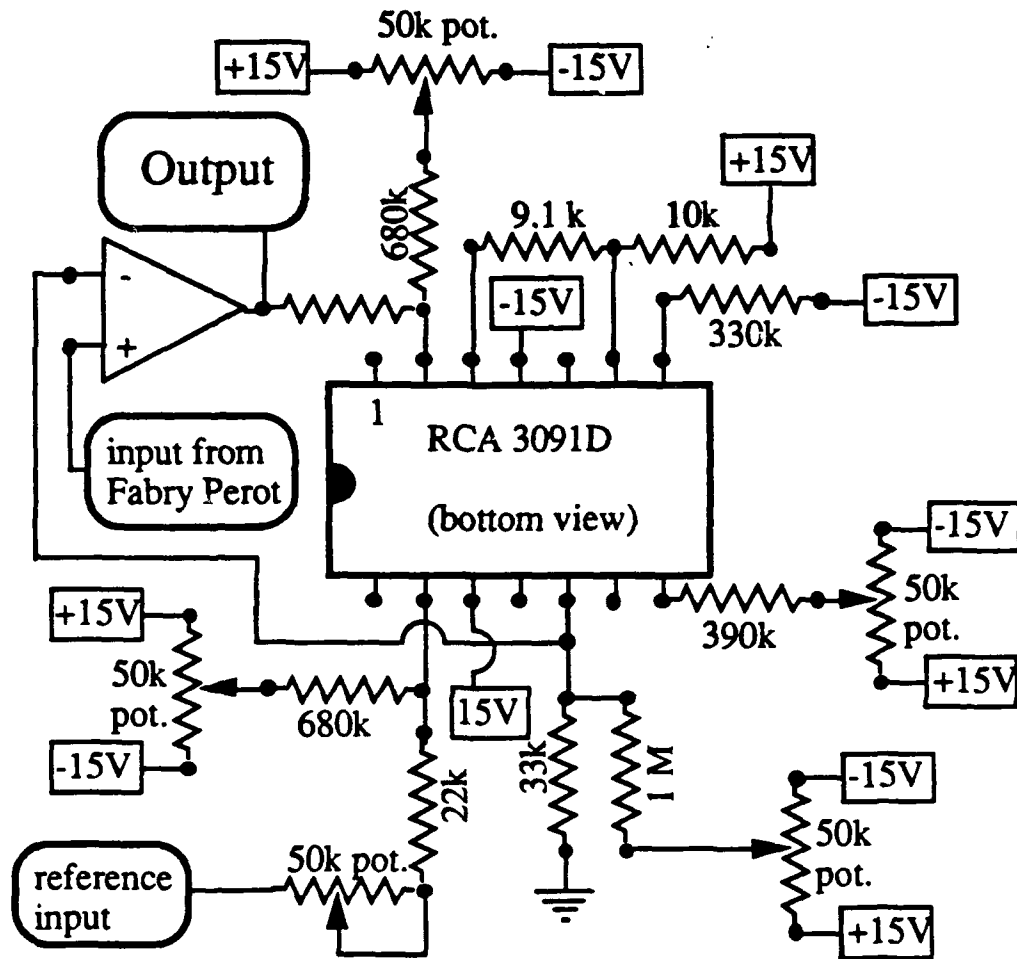 50k pot.
+15V
-15V
Output
+15V
680k
9.1 k
10k
-
-15V
-15V
+
330k
1
RCA 3091D
input from
Fabry Perot
(bottom view)
-15V
+15V
50k
pot.
390k
50k
pot.
+15V
680k
15V
-15V
33k
1 M
22k
-15V
50k
pot.
50k pot.
reference
input
+15V